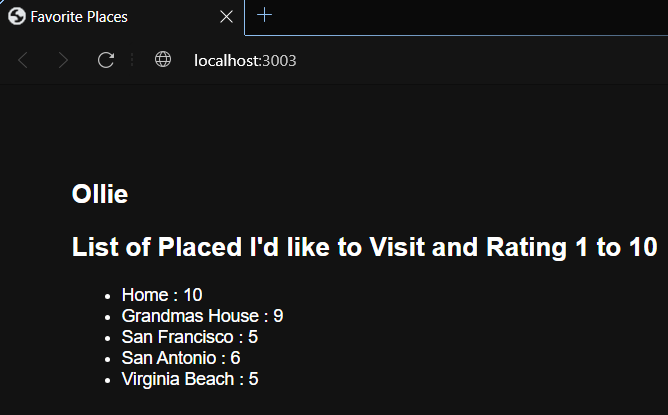 Favorite Places
localhost:3003
Ollie
List of Placed I'd like to Visit and Rating 1 to 10
Home : 10
Grandmas House : 9
San Francisco : 5
San Antonio : 6
Virginia Beach : 5